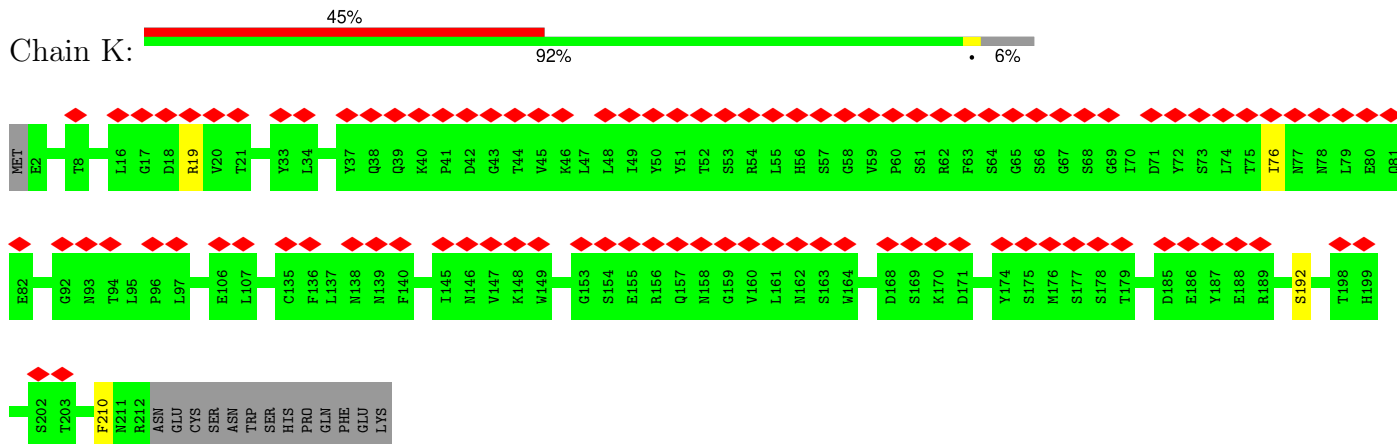 45%
Chain K:
92% • 6%
MET E2 T8 L16 G17 D18 R19 V20 T21 Y33 L34 Y37 Q38 Q39 K40 P41 D42 G43 T44 V45 K46 L47 L48 I49 Y50 Y51 T52 S53 R54 L55 H56 S57 G58 V59 P60 S61 R62 F63 S64 G65 S66 G67 S68 G69 I70 D71 Y72 S73 L74 T75 I76 N77 N78 L79 E80 Q81
E82 G92 N93 T94 L95 P96 L97 E106 L107 C135 F136 L137 N138 N139 F140 I145 N146 V147 K148 W149 G153 S154 E155 R156 Q157 N158 G159 V160 L161 N162 S163 W164 D168 S169 K170 D171 Y174 S175 M176 S177 S178 T179 D185 E186 Y187 E188 R189 S192 T198 H199
S202 T203 F210 N211 R212 ASN GLU CYS SER ASN TRP SER HIS PRO GLN PHE GLU LYS